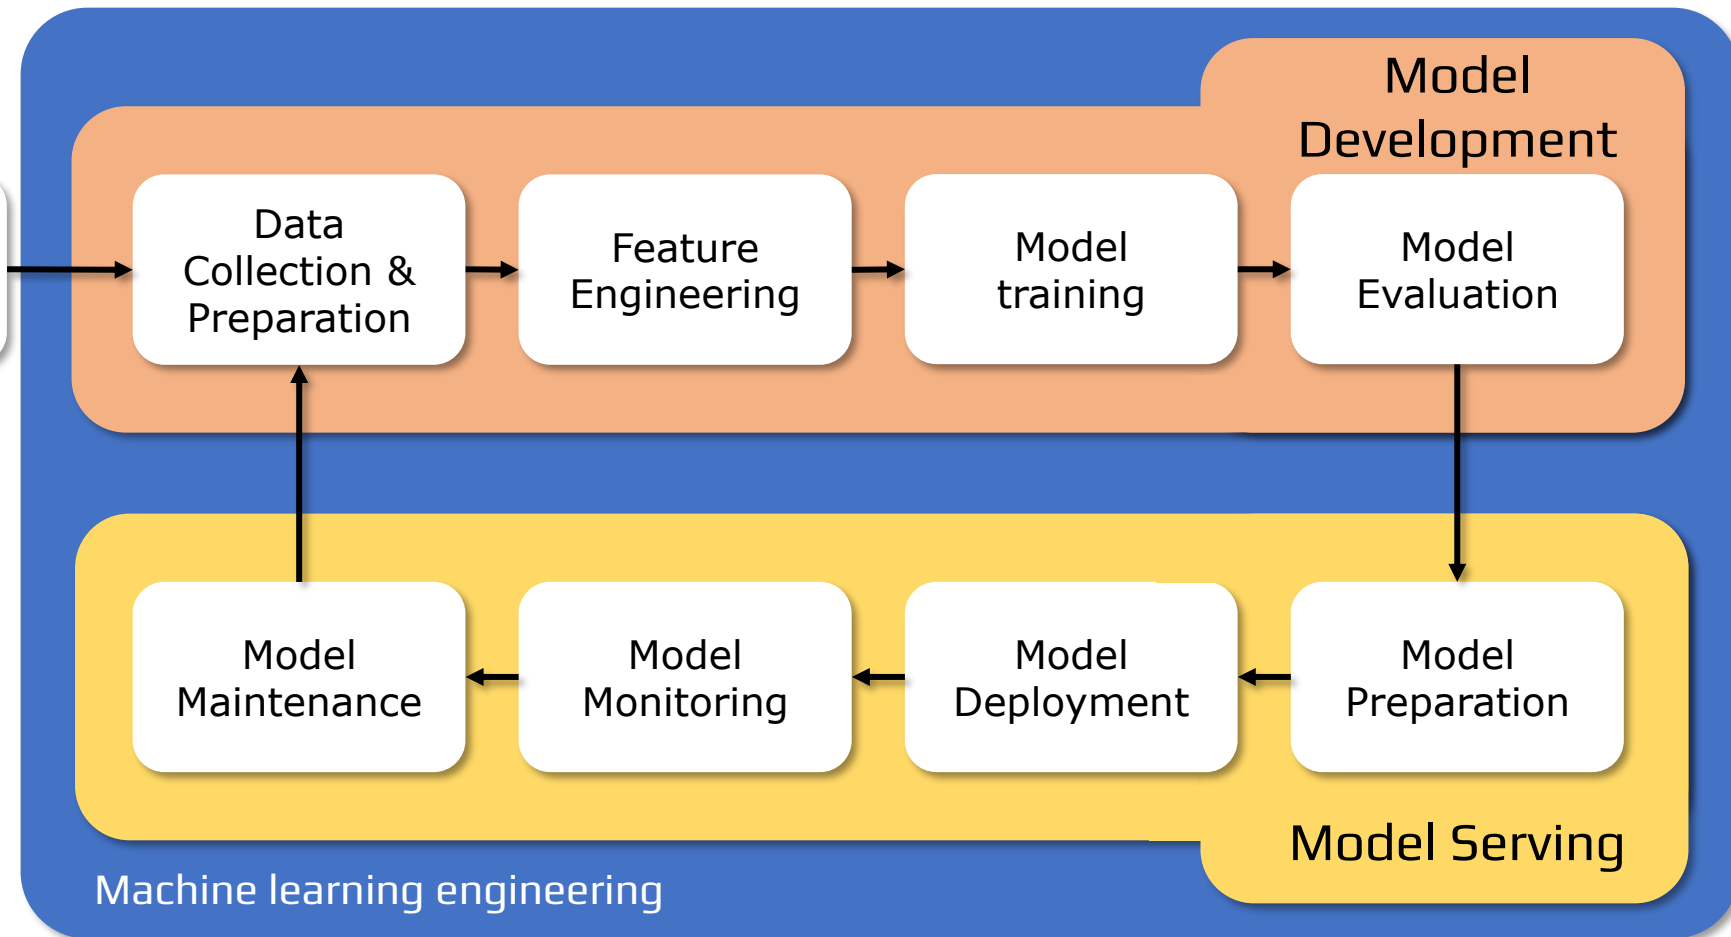 Model
Development
Data
Collection &
Preparation
Feature
Engineering
Model
training
Model
Evaluation
Model
Maintenance
Model
Monitoring
Model
Deployment
Model
Preparation
Model Serving
Machine learning engineering